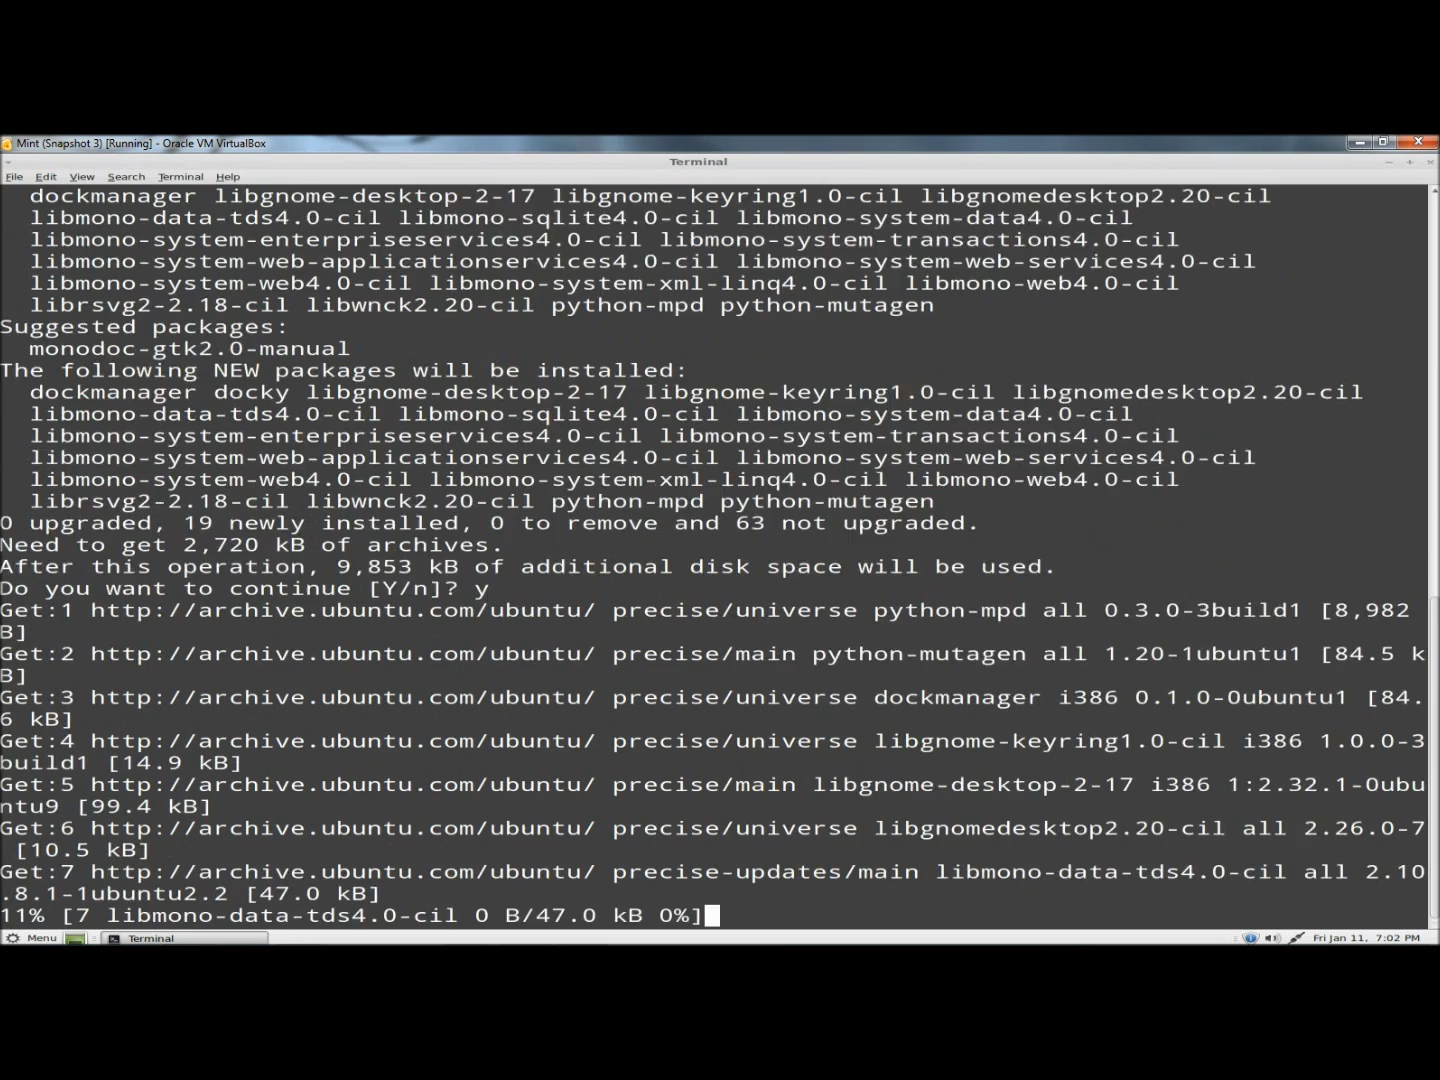 Mint (Snapshot 3) [Running] - Oracle VM VirtualBox
Terminal
File Edit View Search Terminal Help
dockmanager libgnome-desktop-2-17 libgnome-keyring1.0-cil libgnomedesktop2.20-cil
libmono-data-tds4.0-cil libmono-sqlite4.0-cil libmono-system-data4.0-cil
libmono-system-enterpriseservices4.0-cil libmono-system-transactions4.0-cil
libmono-system-web-applicationservices4.0-cil libmono-system-web-services4.0-cil
libmono-system-web4.0-cil libmono-system-xml-linq4.0-cil libmono-web4.0-cil
librsvg2-2.18-cil libwnck2.20-cil python-mpd python-mutagen
Suggested packages:
monodoc-gtk2.0-manual
The following NEW packages will be installed:
dockmanager docky libgnome-desktop-2-17 libgnome-keyring1.0-cil libgnomedesktop2.20-cil
libmono-data-tds4.0-cil libmono-sqlite4.0-cil libmono-system-data4.0-cil
libmono-system-enterpriseservices4.0-cil libmono-system-transactions4.0-cil
libmono-system-web-applicationservices4.0-cil libmono-system-web-services4.0-cil
libmono-system-web4.0-cil libmono-system-xml-linq4.0-cil libmono-web4.0-cil
librsvg2-2.18-cil libwnck2.20-cil python-mpd python-mutagen
0 upgraded, 19 newly installed, 0 to remove and 63 not upgraded.
Need to get 2,720 kB of archives.
After this operation, 9,853 kB of additional disk space will be used.
Do you want to continue [Y/n]? y
Get:1 http://archive.ubuntu.com/ubuntu/ precise/universe python-mpd all 0.3.0-3build1 [8,982
B]
Get:2 http://archive.ubuntu.com/ubuntu/ precise/main python-mutagen all 1.20-1ubuntu1 [84.5 k
B]
Get:3 http://archive.ubuntu.com/ubuntu/ precise/universe dockmanager i386 0.1.0-0ubuntu1 [84.
6 kB]
Get:4 http://archive.ubuntu.com/ubuntu/ precise/universe libgnome-keyring1.0-cil i386 1.0.0-3
build1 [14.9 kB]
Get:5 http://archive.ubuntu.com/ubuntu/ precise/main libgnome-desktop-2-17 i386 1:2.32.1-0ubu
ntu9 [99.4 kB]
Get:6 http://archive.ubuntu.com/ubuntu/ precise/universe libgnomedesktop2.20-cil all 2.26.0-7
[10.5 kB]
Get:7 http://archive.ubuntu.com/ubuntu/ precise-updates/main libmono-data-tds4.0-cil all 2.10
.8.1-1ubuntu2.2 [47.0 kB]
11% [7 libmono-data-tds4.0-cil 0 B/47.0 kB 0%]
Menu Terminal Fri Jan 11, 7:02 PM